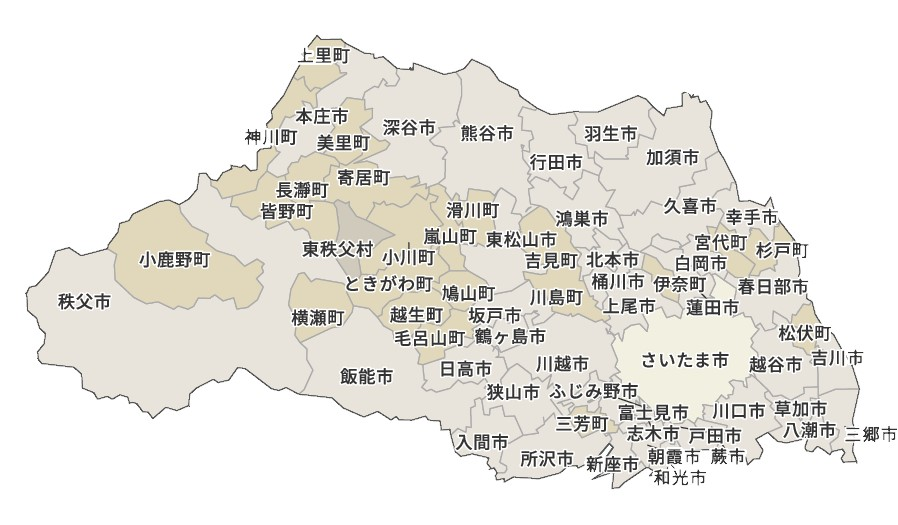 上里町
本庄市
神川町
美里町
深谷市
熊谷市
羽生市
行田市
加須市
長瀞町
寄居町
皆野町
滑川町
鴻巣市
久喜市
幸手市
小鹿野町
東秩父村
嵐山町
東松山市
小川町
吉見町
北本市
宮代町
杉戸町
白岡市
秩父市
ときがわ町
鳩山町
川島町
桶川市
伊奈町
春日部市
横瀬町
越生町
坂戸市
上尾市
蓮田市
毛呂山町
鶴ヶ島市
松伏町
飯能市
日高市
川越市
さいたま市
越谷市
吉川市
狭山市
ふじみ野市
三芳町
富士見市
川口市
草加市
入間市
志木市
戸田市
八潮市
三郷市
所沢市
新座市
朝霞市
蕨市
和光市